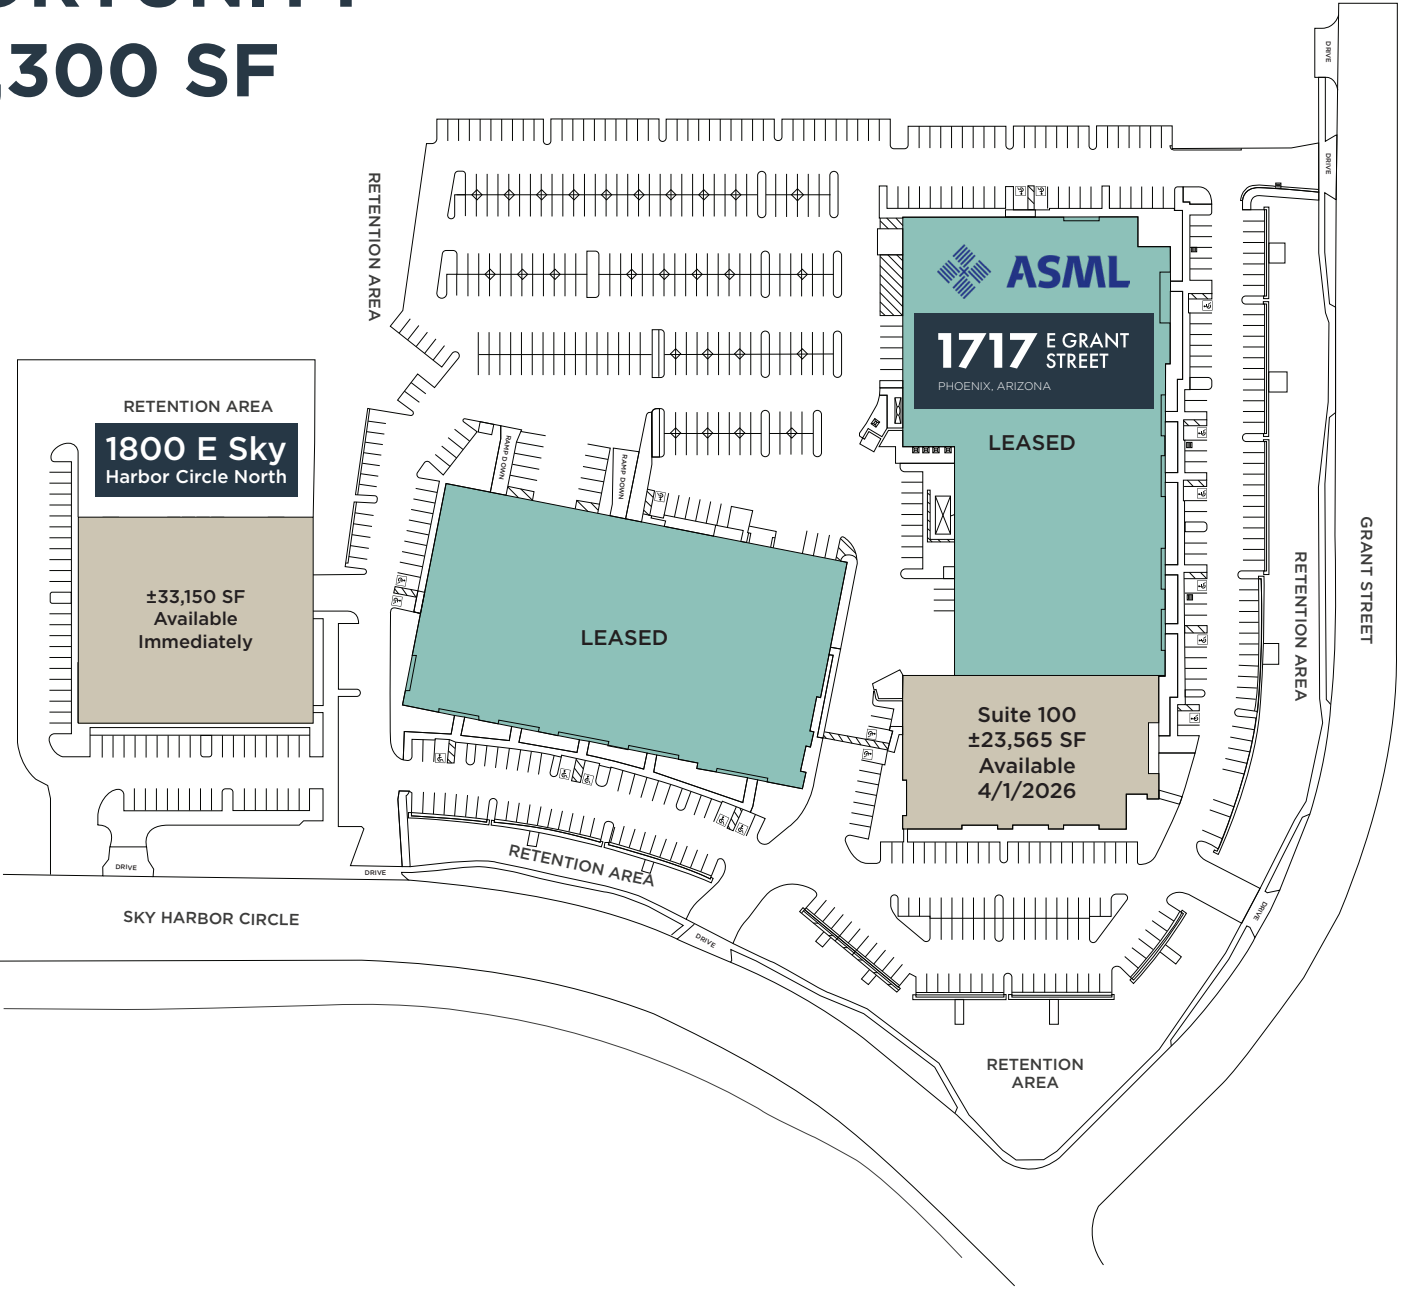 ,300 SF
DRIVE
DRIVE
RETENTION AREA
ASML
1717 E GRANT
STREET
PHOENIX, ARIZONA
LEASED
RETENTION AREA
1800 E Sky
Harbor Circle North
RAMP DOWN
RAMP DOWN
±33,150 SF
Available
Immediately
LEASED
GRANT STREET
RETENTION AREA
Suite 100
±23,565 SF
Available
4/1/2026
RETENTION AREA
DRIVE
DRIVE
SKY HARBOR CIRCLE
DRIVE
DRIVE
RETENTION
AREA